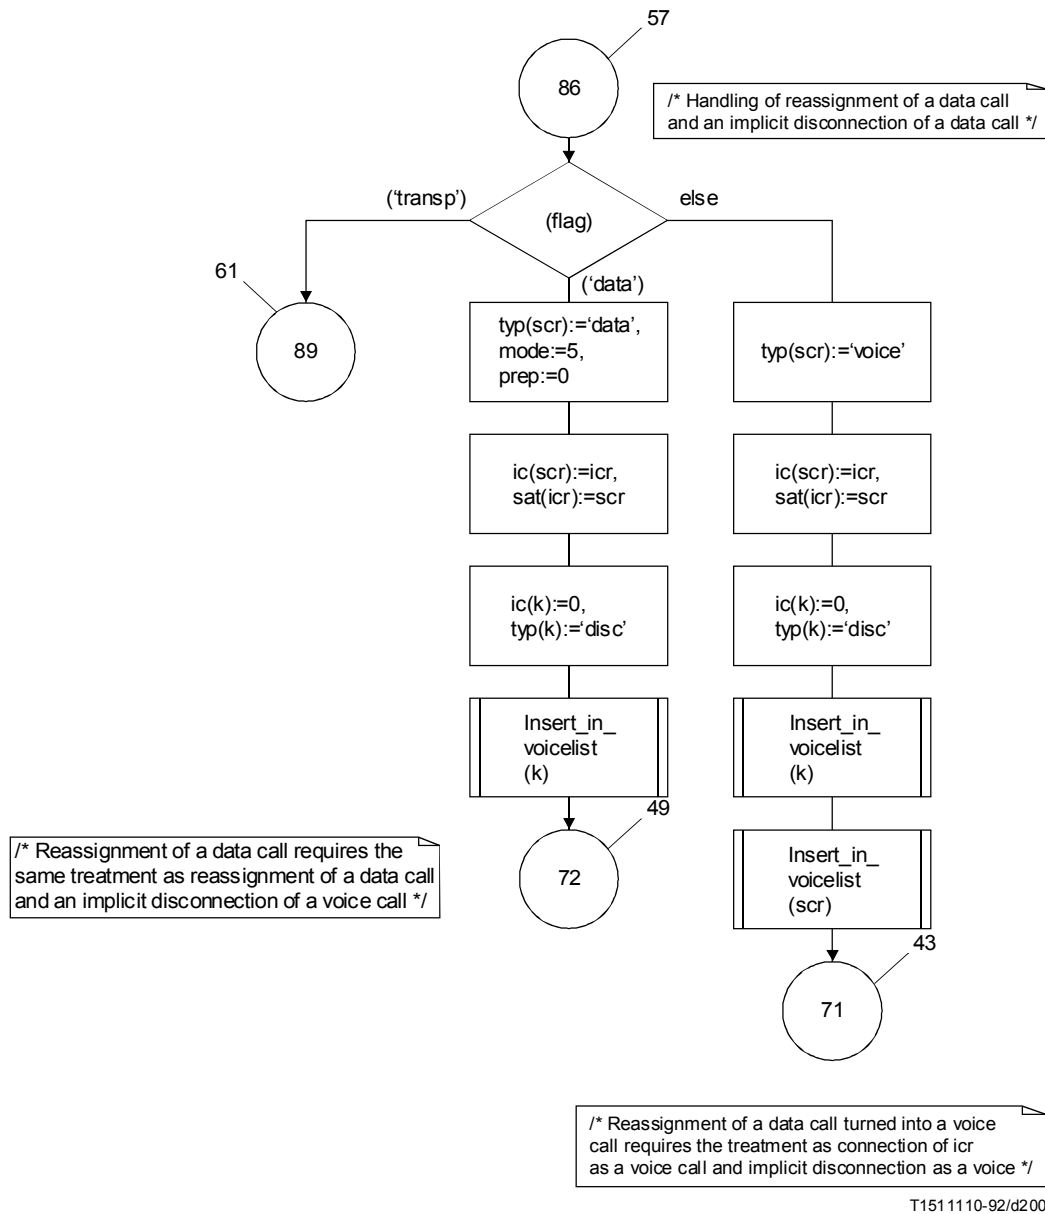 57
86
/* Handling of reassignment of a data call
and an implicit disconnection of a data call */
('transp')
(flag)
else
61
('data')
89
typ(scr):='data',
mode:=5,
prep:=0
typ(scr):='voice'
ic(scr):=icr,
sat(icr):=scr
ic(scr):=icr,
sat(icr):=scr
ic(k):=0,
typ(k):='disc'
ic(k):=0,
typ(k):='disc'
Insert_in_
voicelist
(k)
Insert_in_
voicelist
(k)
49
/* Reassignment of a data call requires the
same treatment as reassignment of a data call
and an implicit disconnection of a voice call */
72
Insert_in_
voicelist
(scr)
43
71
/* Reassignment of a data call turned into a voice
call requires the treatment as connection of icr
as a voice call and implicit disconnection as a voice */
T1511110-92/d200